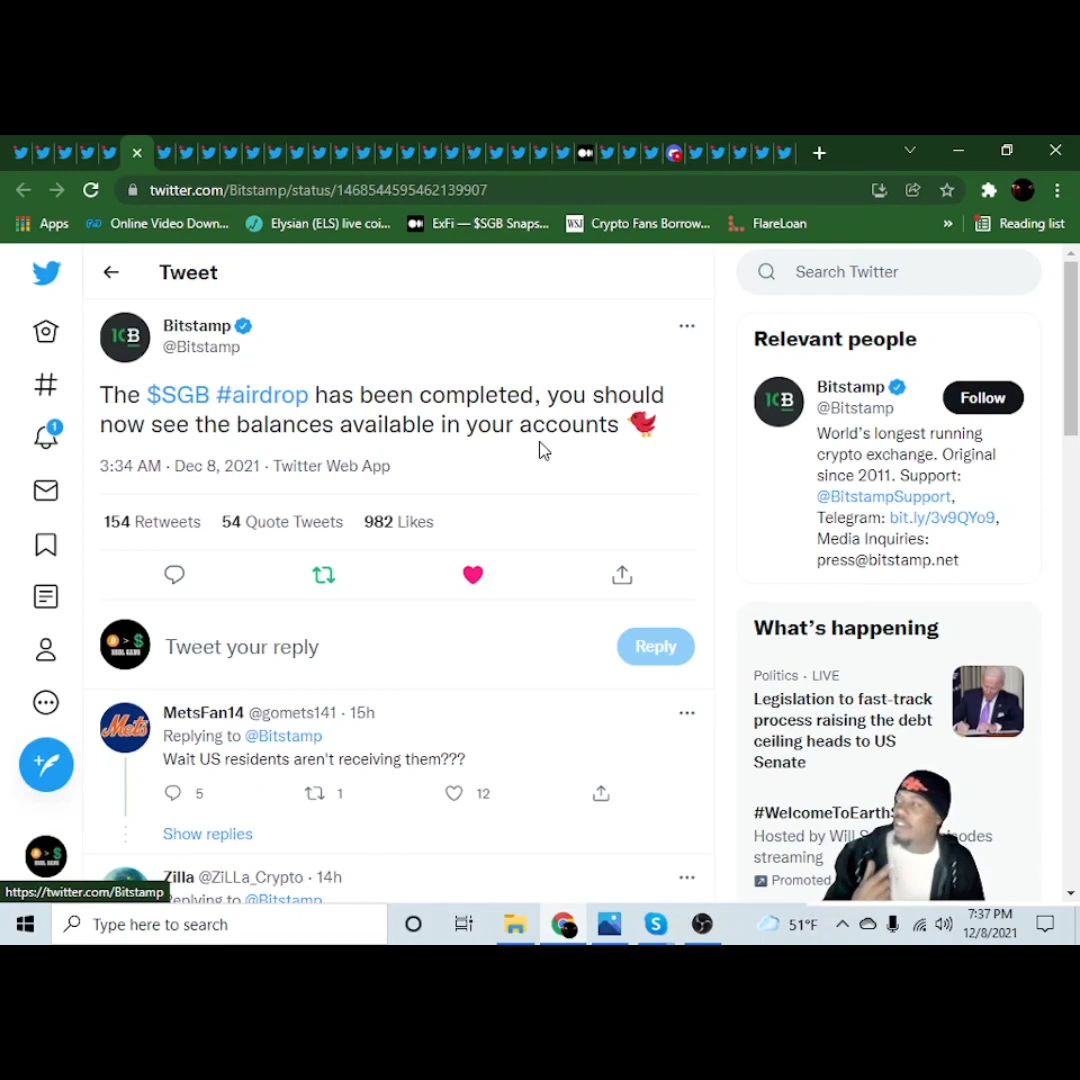 twitter.com/Bitstamp/status/1468544595462139907
Apps
Online Video Down...
Elysian (ELS) live coi...
ExFi — $SGB Snaps...
WSJ
Crypto Fans Borrow...
FlareLoan
»
Reading list
Tweet
Search Twitter
Bitstamp
@Bitstamp
The $SGB #airdrop has been completed, you should
now see the balances available in your accounts
3:34 AM · Dec 8, 2021 · Twitter Web App
154 Retweets 54 Quote Tweets 982 Likes
Tweet your reply
Reply
MetsFan14 @gomets141 · 15h
Replying to @Bitstamp
Wait US residents aren't receiving them???
5 1 12
Show replies
Zilla @ZiLLa_Crypto · 14h
Replying to @Bitstamp
Relevant people
Bitstamp
@Bitstamp
Follow
World's longest running
crypto exchange. Original
since 2011. Support:
@BitstampSupport,
Telegram: bit.ly/3v9QYo9,
Media Inquiries:
press@bitstamp.net
What's happening
Politics · LIVE
Legislation to fast-track
process raising the debt
ceiling heads to US
Senate
#WelcomeToEarth
Hosted by Will
streaming
Promoted
1
Mets
https://twitter.com/Bitstamp
Type here to search
51°F
7:37 PM
12/8/2021